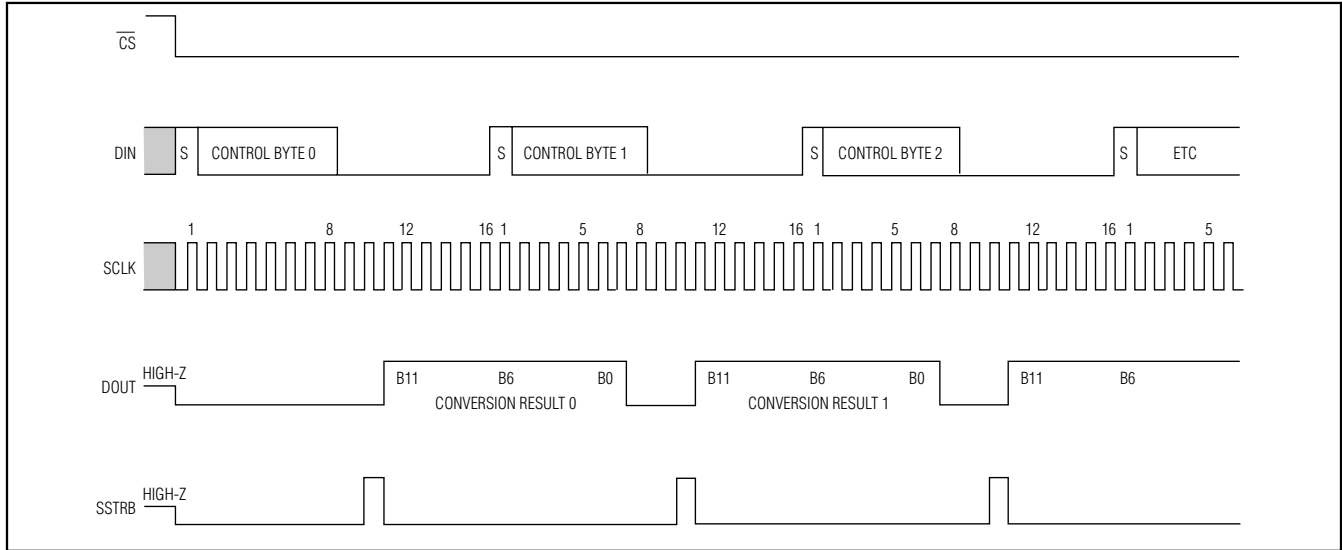 CS
DIN S CONTROL BYTE 0 S CONTROL BYTE 1 S CONTROL BYTE 2 S ETC
1 8 12 16 1 5 8 12 16 1 5 8 12 16 1 5
SCLK
HIGH-Z
DOUT
B11 B6 B0 B11 B6 B0 B11 B6
CONVERSION RESULT 0 CONVERSION RESULT 1
HIGH-Z
SSTRB